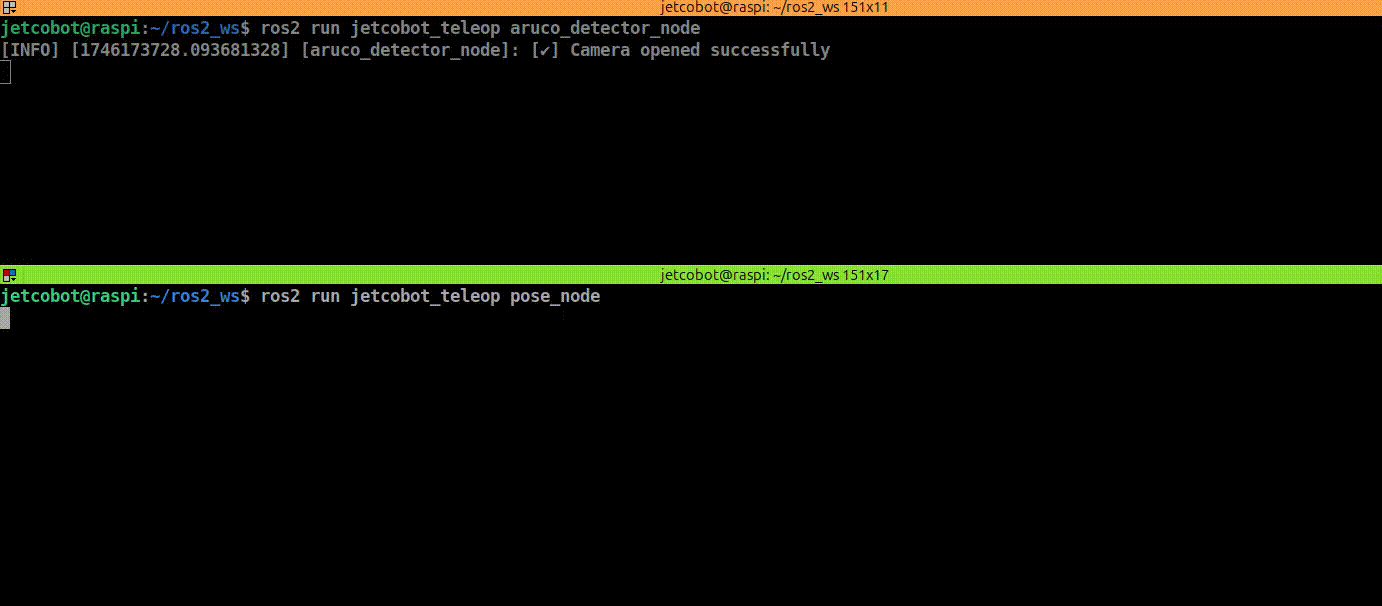 jetcobot@raspi: ~/ros2_ws 151x11
jetcobot@raspi:~/ros2_ws$ ros2 run jetcobot_teleop aruco_detector_node
[INFO] [1746173728.093681328] [aruco_detector_node]: [✔] Camera opened successfully
jetcobot@raspi: ~/ros2_ws 151x17
jetcobot@raspi:~/ros2_ws$ ros2 run jetcobot_teleop pose_node